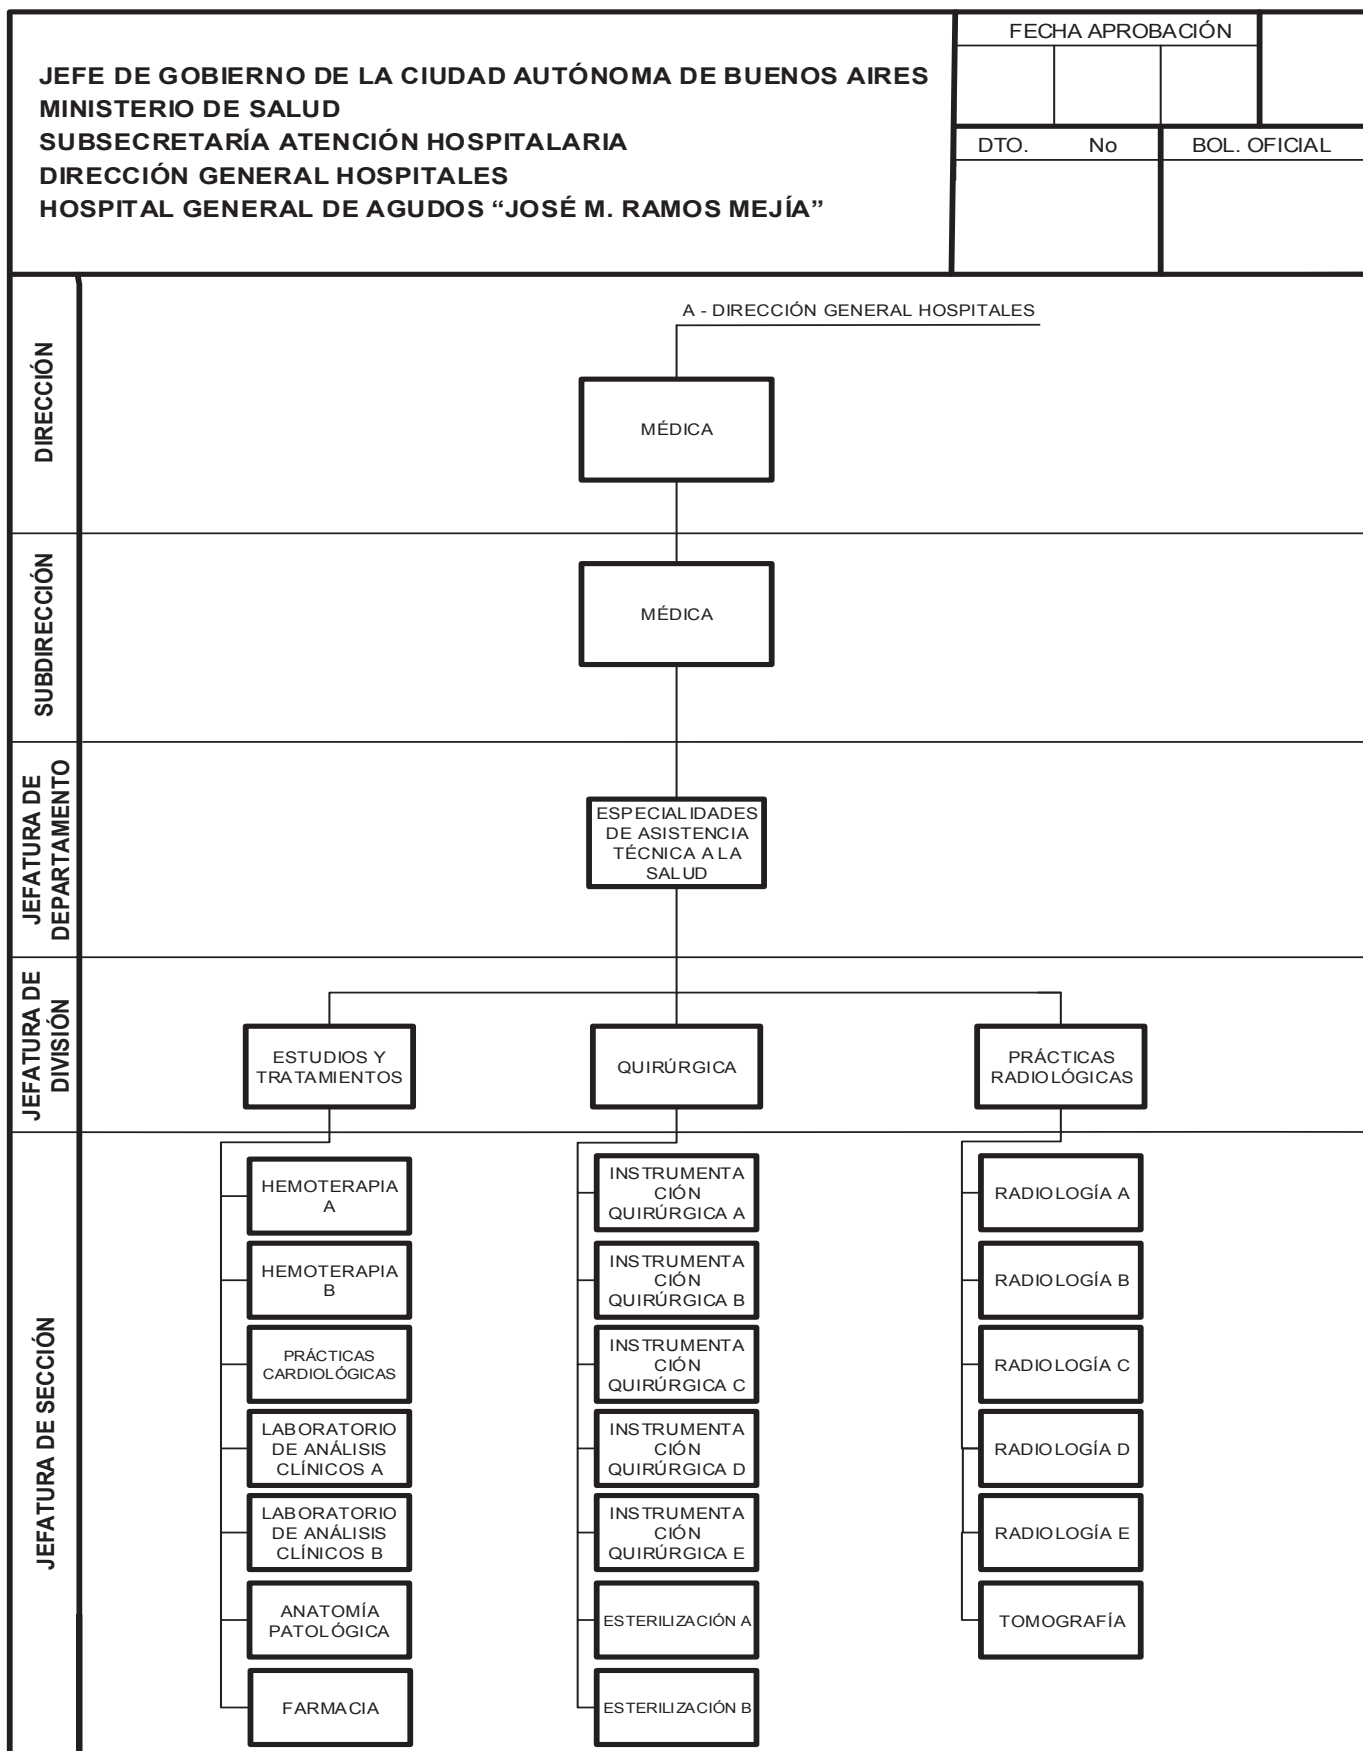 JEFE DE GOBIERNO DE LA CIUDAD AUTÓNOMA DE BUENOS AIRES
MINISTERIO DE SALUD
SUBSECRETARÍA ATENCIÓN HOSPITALARIA
DIRECCIÓN GENERAL HOSPITALES
HOSPITAL GENERAL DE AGUDOS “JOSÉ M. RAMOS MEJÍA”
FECHA APROBACIÓN
DTO. No
BOL. OFICIAL
DIRECCIÓN
A - DIRECCIÓN GENERAL HOSPITALES
MÉDICA
SUBDIRECCIÓN
MÉDICA
JEFATURA DE
DEPARTAMENTO
ESPECIALIDADES
DE ASISTENCIA
TÉCNICA A LA
SALUD
JEFATURA DE
DIVISIÓN
ESTUDIOS Y
TRATAMIENTOS
QUIRÚRGICA
PRÁCTICAS
RADIOLÓGICAS
JEFATURA DE SECCIÓN
HEMOTERAPIA
A
HEMOTERAPIA
B
PRÁCTICAS
CARDIOLÓGICAS
LABORATORIO
DE ANÁLISIS
CLÍNICOS A
LABORATORIO
DE ANÁLISIS
CLÍNICOS B
ANATOMÍA
PATOLÓGICA
FARMACIA
INSTRUMENTA
CIÓN
QUIRÚRGICA A
INSTRUMENTA
CIÓN
QUIRÚRGICA B
INSTRUMENTA
CIÓN
QUIRÚRGICA C
INSTRUMENTA
CIÓN
QUIRÚRGICA D
INSTRUMENTA
CIÓN
QUIRÚRGICA E
ESTERILIZACIÓN A
ESTERILIZACIÓN B
RADIOLOGÍA A
RADIOLOGÍA B
RADIOLOGÍA C
RADIOLOGÍA D
RADIOLOGÍA E
TOMOGRAFÍA